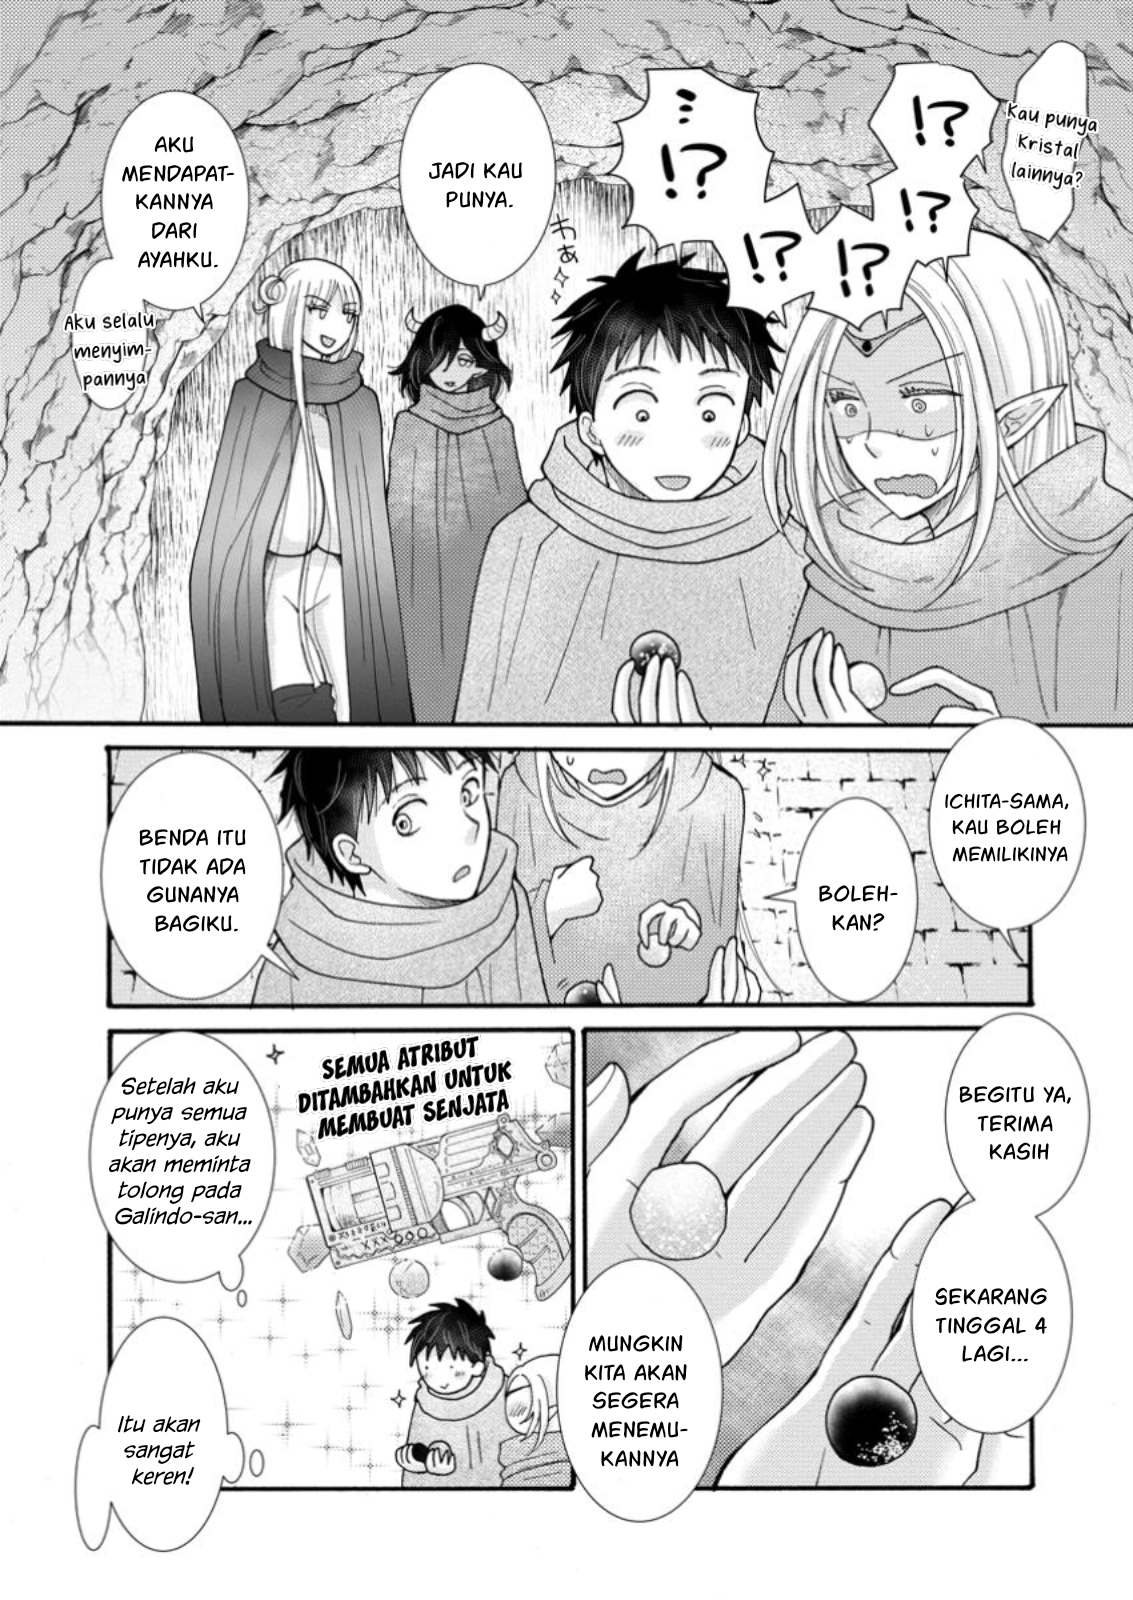 Kau punya
Kristal
lainnya?
!?
!?
!?
!?
!?
JADI KAU
PUNYA.
わぁ
AKU
MENDAPAT-
KANNYA
DARI
AYAHKU.
Aku selalu
menyim-
pannya
ICHITA-SAMA,
KAU BOLEH
MEMILIKINYA
BOLEH-
KAN?
BENDA ITU
TIDAK ADA
GUNANYA
BAGIKU.
BEGITU YA,
TERIMA
KASIH
SEKARANG
TINGGAL 4
LAGI...
MUNGKIN
KITA AKAN
SEGERA
MENEMU-
KANNYA
SEMUA ATRIBUT
DITAMBAHKAN UNTUK
MEMBUAT SENJATA
Setelah aku
punya semua
tipenya, aku
akan meminta
tolong pada
Galindo-san...
Itu akan
sangat
keren!